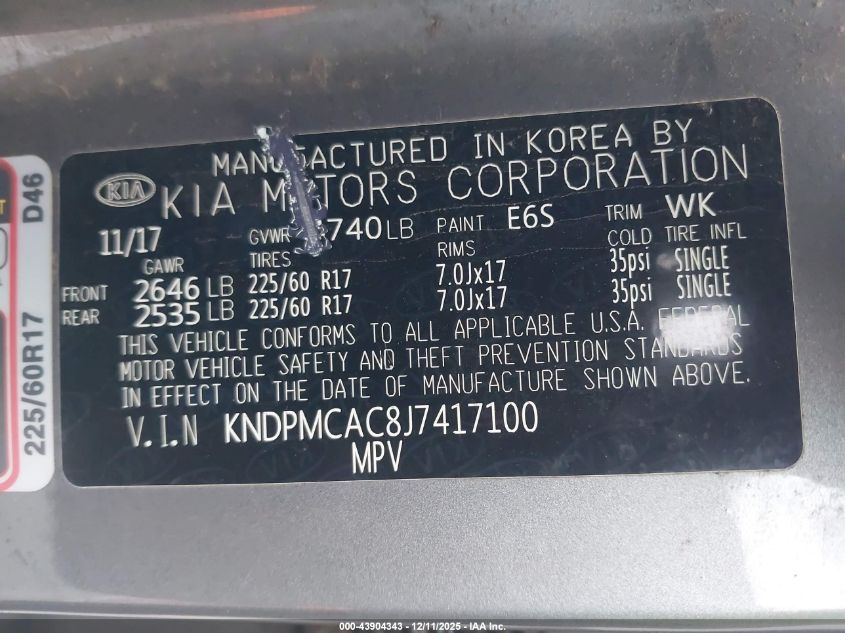 MANUFACTURED IN KOREA BY
KIA KIA MOTORS CORPORATION
11/17 GVWR 740 LB PAINT E6S TRIM WK
GAWR TIRES RIMS COLD TIRE INFL
FRONT 2646 LB 225/60 R17 7.0Jx17 35psi SINGLE
REAR 2535 LB 225/60 R17 7.0Jx17 35psi SINGLE
THIS VEHICLE CONFORMS TO ALL APPLICABLE U.S.A. FEDERAL
MOTOR VEHICLE SAFETY AND THEFT PREVENTION STANDARDS
IN EFFECT ON THE DATE OF MANUFACTURE SHOWN ABOVE.
V.I.N KNDPMCAC8J7417100
MPV
225/60R17 D46
000-43904343 - 12/11/2025 - IAA Inc.